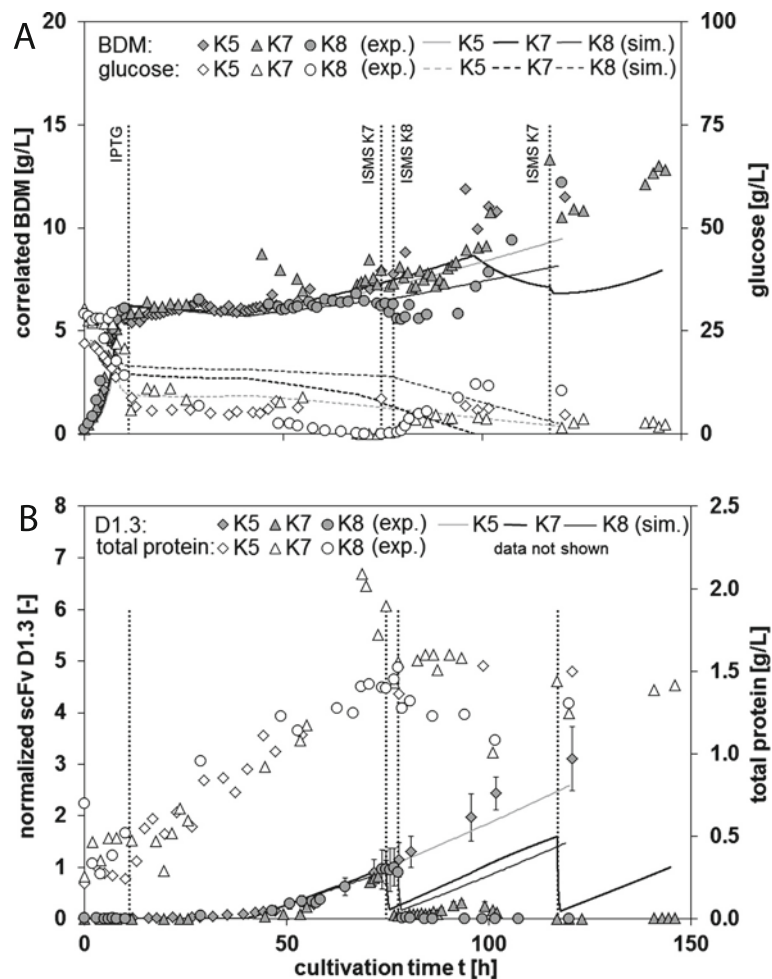 A
20
100
BDM: K5 K7 K8 (exp.) K5 K7 K8 (sim.)
glucose: K5 K7 K8 (exp.) K5 K7 K8 (sim.)
correlated BDM [g/L]
glucose [g/L]
IPTG
ISMS K7
ISMS K8
ISMS K7
15
75
10
50
5
25
0
0
0
50
100
150
B
8
2.5
D1.3: K5 K7 K8 (exp.) K5 K7 K8 (sim.)
total protein: K5 K7 K8 (exp.) data not shown
normalized scFv D1.3 [-]
total protein [g/L]
7
6
2.0
5
1.5
4
3
1.0
2
0.5
1
0
0.0
0
50
100
150
cultivation time t [h]